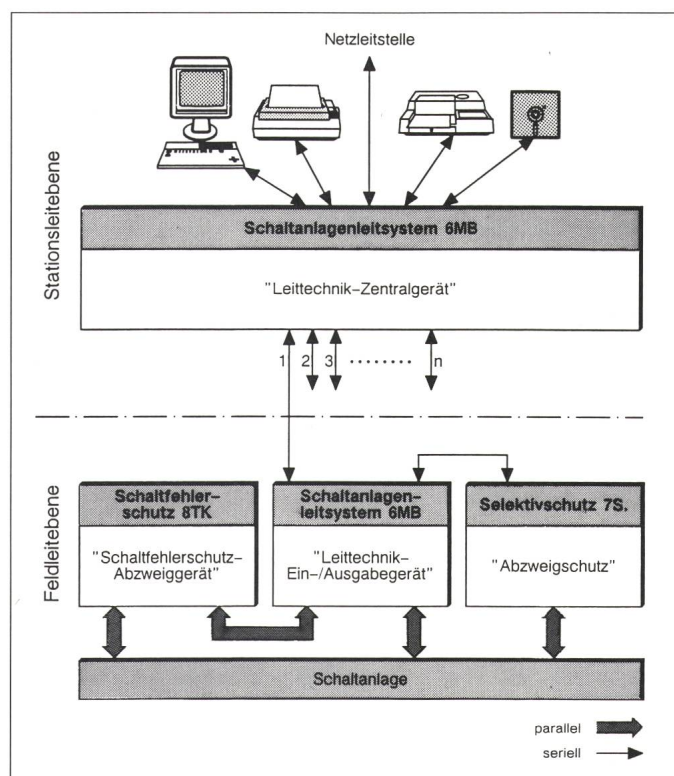 Netzleitstelle
Stationsleitebene
Schaltanlagenleitsystem 6MB
"Leittechnik-Zentralgerät"
1 2 3 ········ n
Feldleitebene
Schaltfehler-
schutz 8TK
"Schaltfehlerschutz-
Abzweiggerät"
Schaltanlagen-
leitsystem 6MB
"Leittechnik-
Ein-/Ausgabegerät"
Selektivschutz 7S.
"Abzweigschutz"
Schaltanlage
parallel
seriell